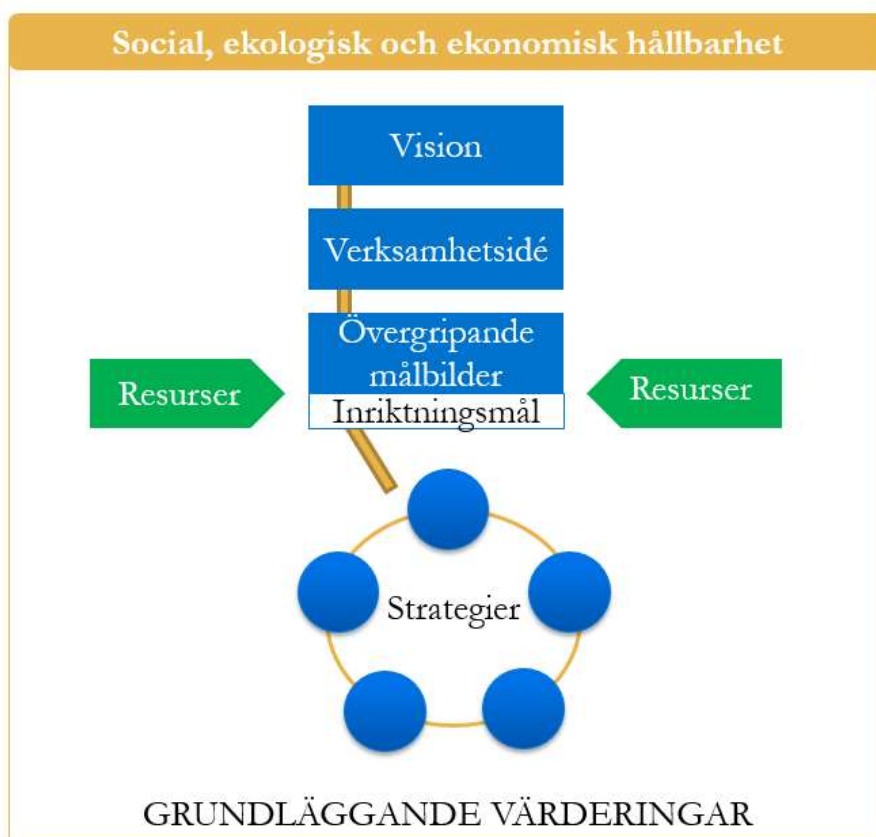 Social, ekologisk och ekonomisk hållbarhet
Vision
Verksamhetsidé
Övergripande
målbilder
Inriktningsmål
Resurser
Resurser
Strategier
GRUNDLÄGGANDE VÄRDERINGAR